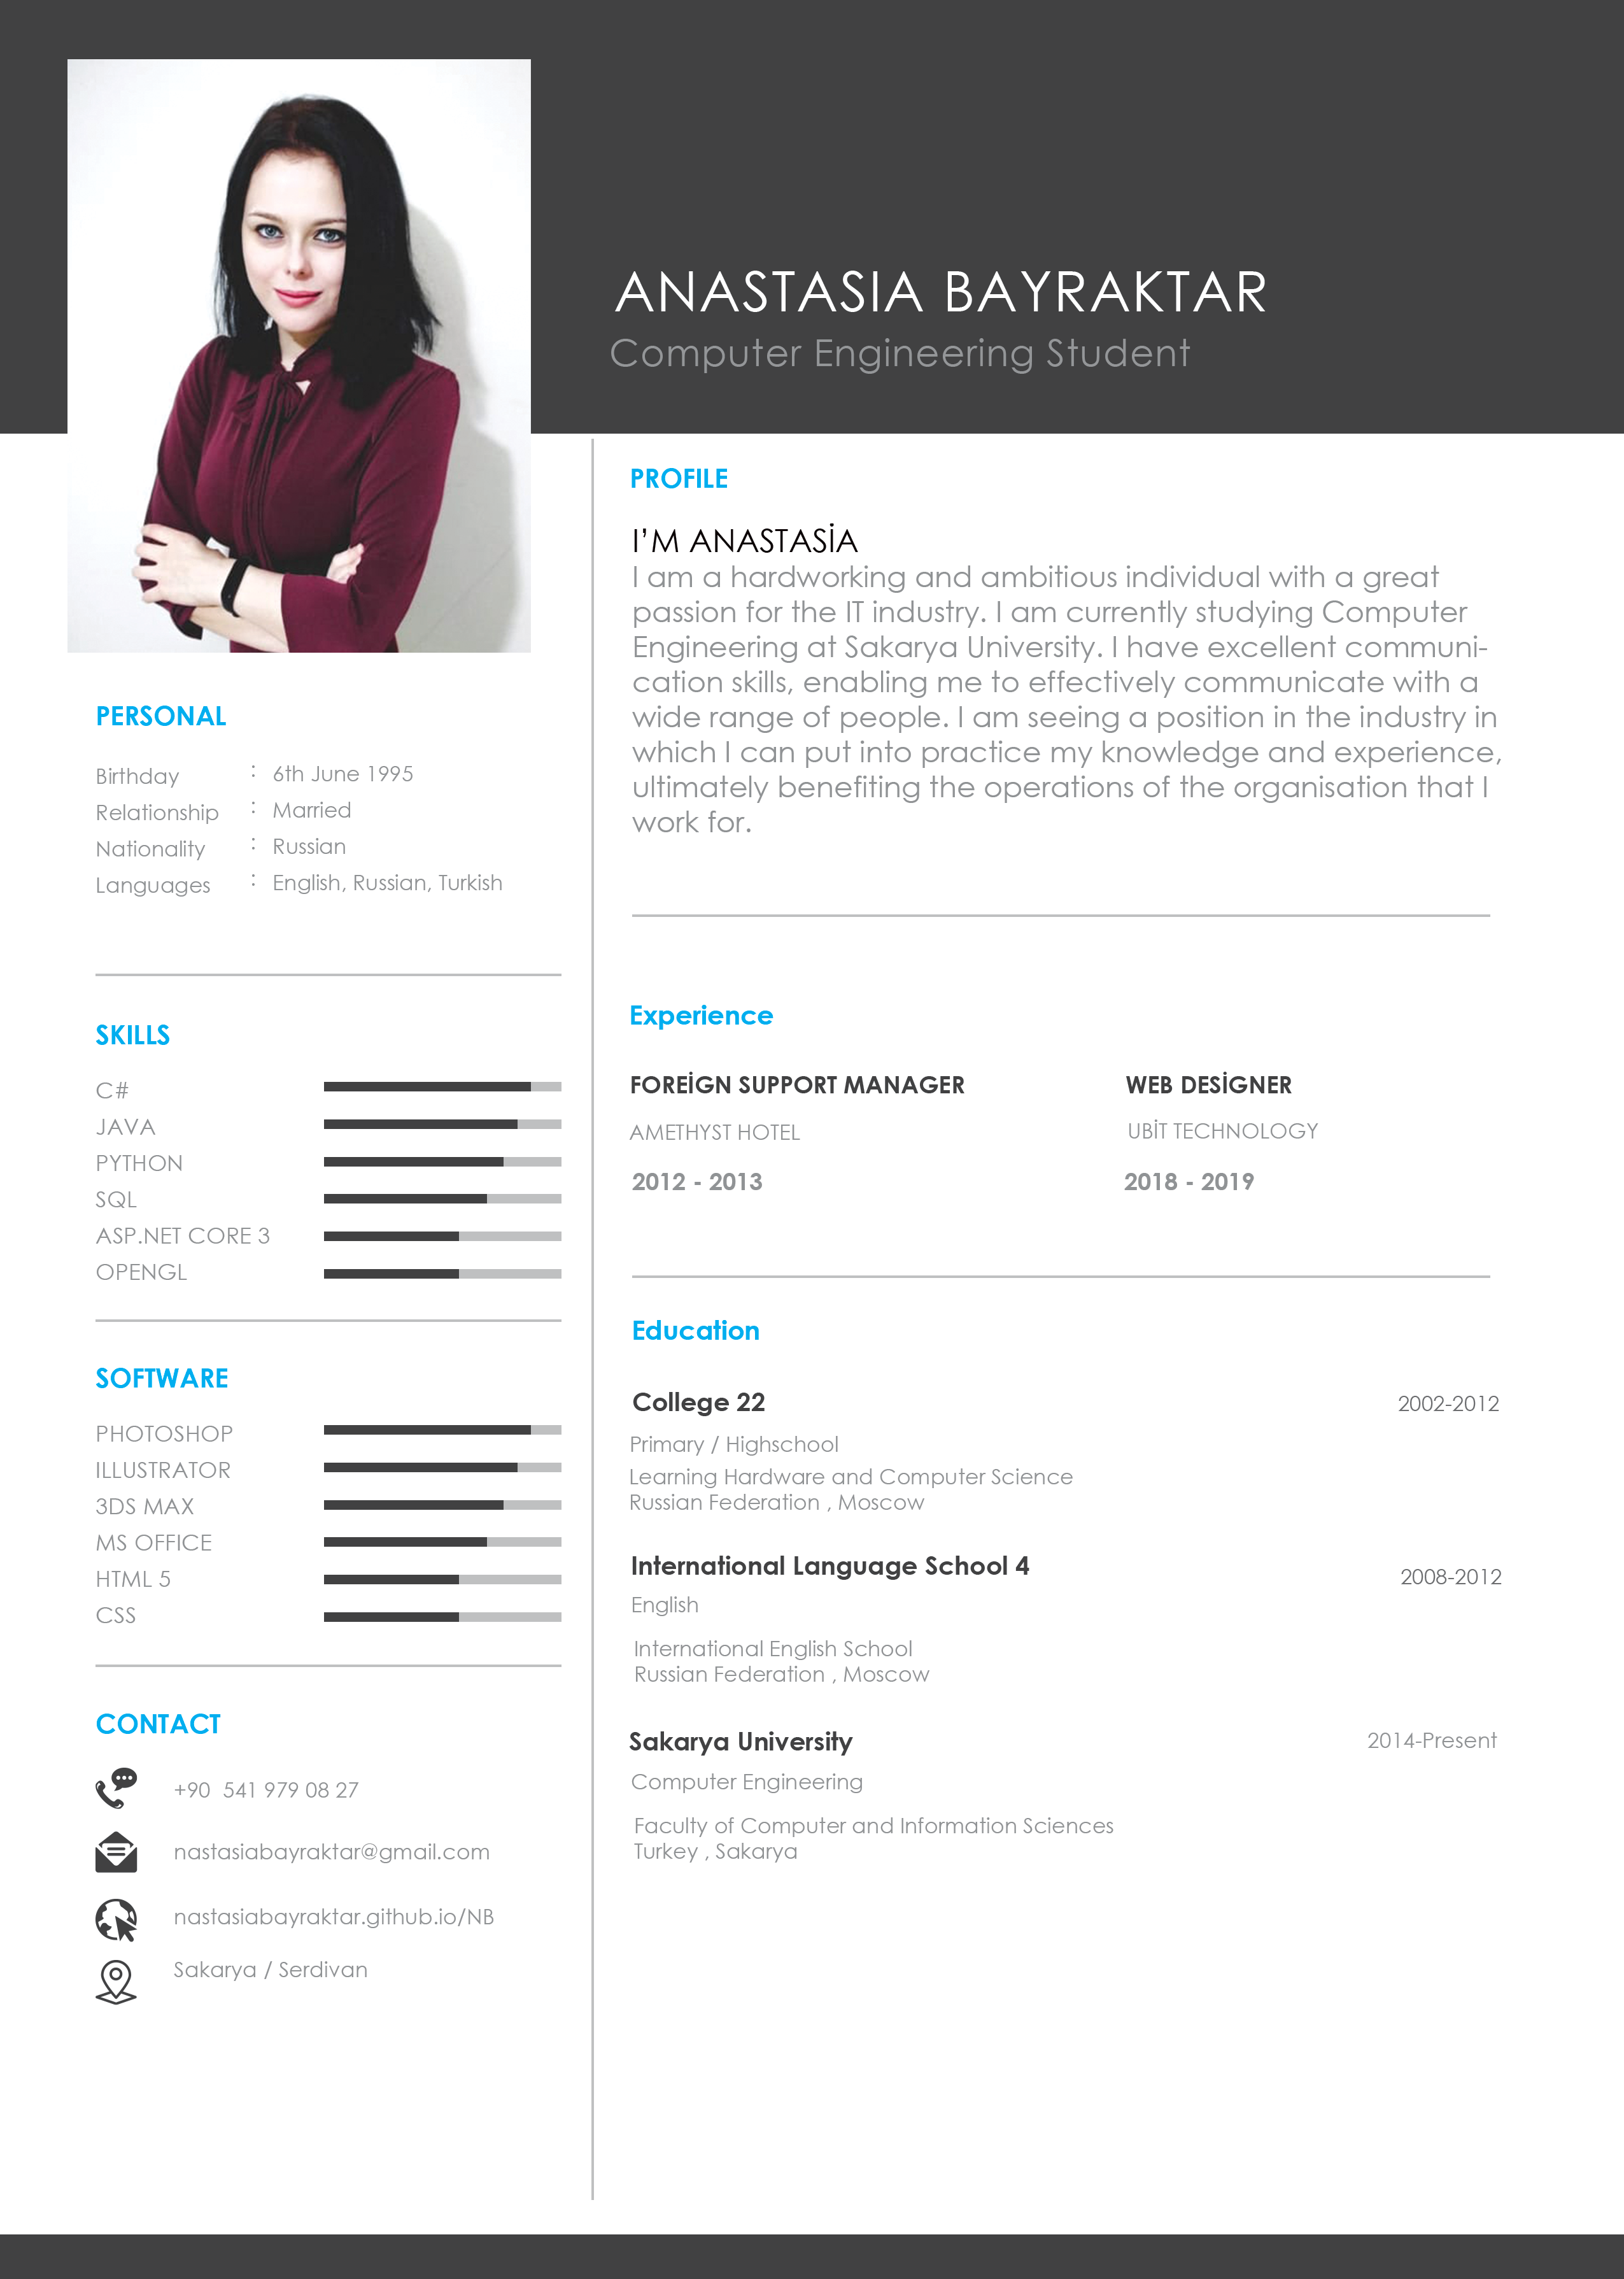 ANASTASIA BAYRAKTAR
Computer Engineering Student
PERSONAL
Birthday : 6th June 1995
Relationship : Married
Nationality : Russian
Languages : English, Russian, Turkish
SKILLS
C#
JAVA
PYTHON
SQL
ASP.NET CORE 3
OPENGL
SOFTWARE
PHOTOSHOP
ILLUSTRATOR
3DS MAX
MS OFFICE
HTML 5
CSS
CONTACT
+90 541 979 08 27
nastasiabayraktar@gmail.com
nastasiabayraktar.github.io/NB
Sakarya / Serdivan
PROFILE
I'M ANASTASİA
I am a hardworking and ambitious individual with a great
passion for the IT industry. I am currently studying Computer
Engineering at Sakarya University. I have excellent communi-
cation skills, enabling me to effectively communicate with a
wide range of people. I am seeing a position in the industry in
which I can put into practice my knowledge and experience,
ultimately benefiting the operations of the organisation that I
work for.
Experience
FOREİGN SUPPORT MANAGER
AMETHYST HOTEL
2012 - 2013
WEB DESİGNER
UBİT TECHNOLOGY
2018 - 2019
Education
College 22 2002-2012
Primary / Highschool
Learning Hardware and Computer Science
Russian Federation , Moscow
International Language School 4 2008-2012
English
International English School
Russian Federation , Moscow
Sakarya University 2014-Present
Computer Engineering
Faculty of Computer and Information Sciences
Turkey , Sakarya